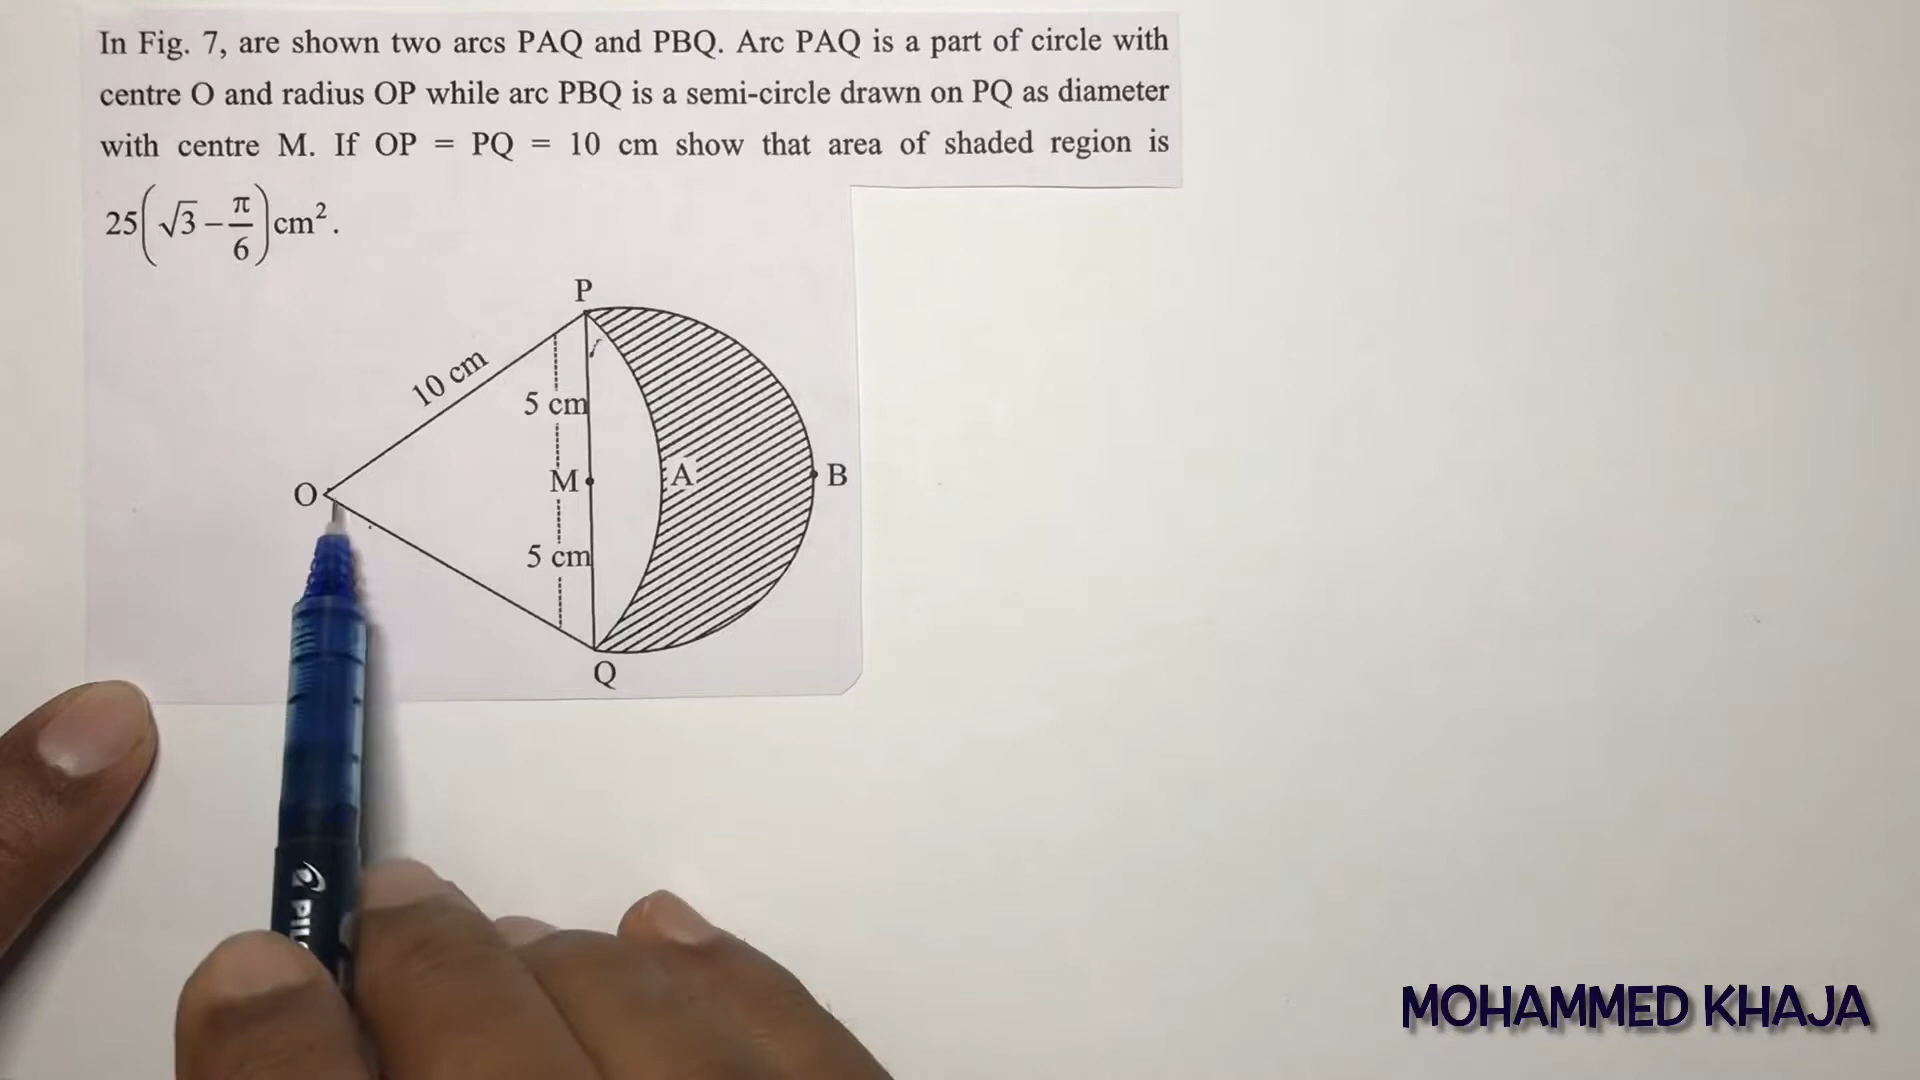 In Fig. 7, are shown two arcs PAQ and PBQ. Arc PAQ is a part of circle with
centre O and radius OP while arc PBQ is a semi-circle drawn on PQ as diameter
with centre M. If OP = PQ = 10 cm show that area of shaded region is
25(√3 – π/6) cm².
P
10 cm
5 cm
O
M
A
B
5 cm
Q
MOHAMMED KHAJA